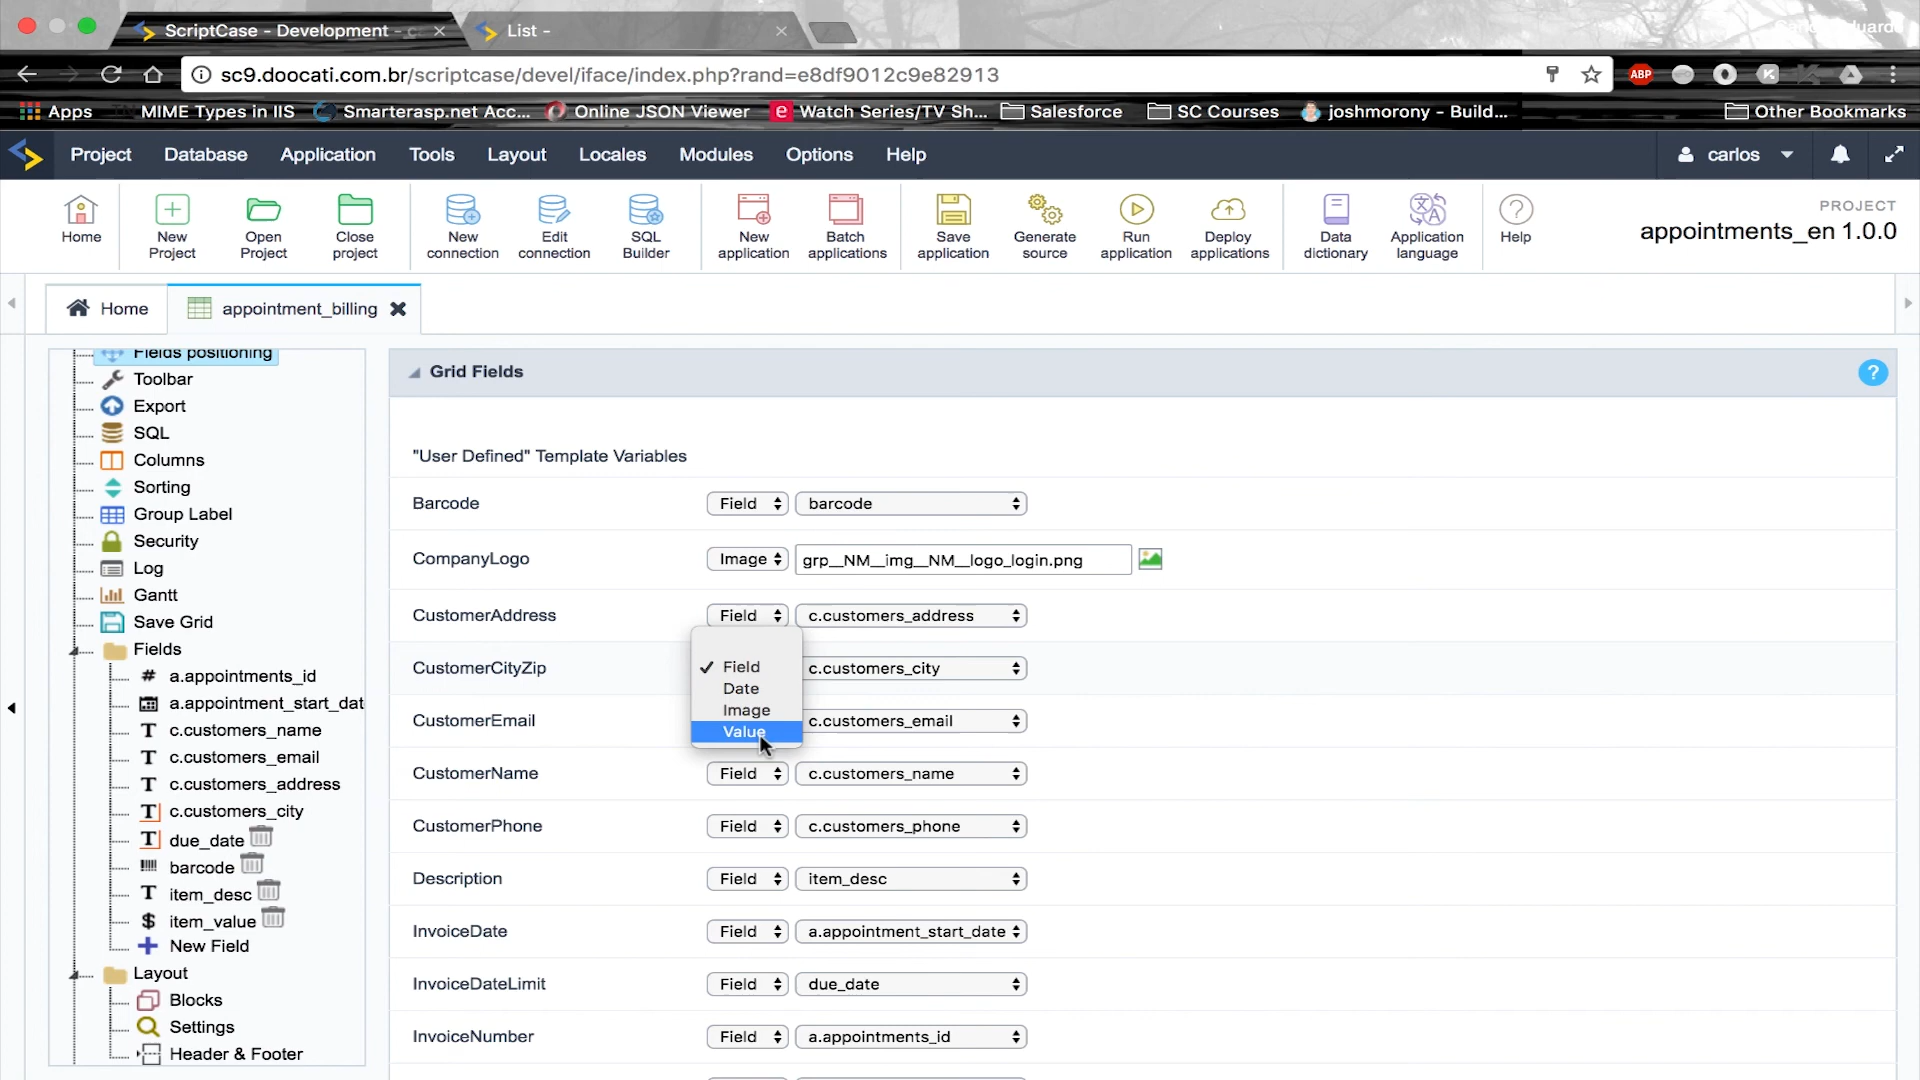 ScriptCase - Development - c
List -
sc9.doocati.com.br/scriptcase/devel/iface/index.php?rand=e8df9012c9e82913
ABP
Apps
MIME Types in IIS
Smarterasp.net Acc...
Online JSON Viewer
Watch Series/TV Sh...
Salesforce
SC Courses
joshmorony - Build...
Other Bookmarks
Project
Database
Application
Tools
Layout
Locales
Modules
Options
Help
carlos
Home
New
Project
Open
Project
Close
project
New
connection
Edit
connection
SQL
Builder
New
application
Batch
applications
Save
application
Generate
source
Run
application
Deploy
applications
Data
dictionary
Application
language
Help
PROJECT
appointments_en 1.0.0
Home
appointment_billing
Fields positioning
Toolbar
Export
SQL
Columns
Sorting
Group Label
Security
Log
Gantt
Save Grid
Fields
a.appointments_id
a.appointment_start_dat
c.customers_name
c.customers_email
c.customers_address
c.customers_city
due_date
barcode
item_desc
item_value
New Field
Layout
Blocks
Settings
Header & Footer
Grid Fields
"User Defined" Template Variables
Barcode Field barcode
CompanyLogo Image grp__NM__img__NM__logo_login.png
CustomerAddress Field c.customers_address
CustomerCityZip Field c.customers_city
Date
Image
CustomerEmail c.customers_email
Value
CustomerName Field c.customers_name
CustomerPhone Field c.customers_phone
Description Field item_desc
InvoiceDate Field a.appointment_start_date
InvoiceDateLimit Field due_date
InvoiceNumber Field a.appointments_id